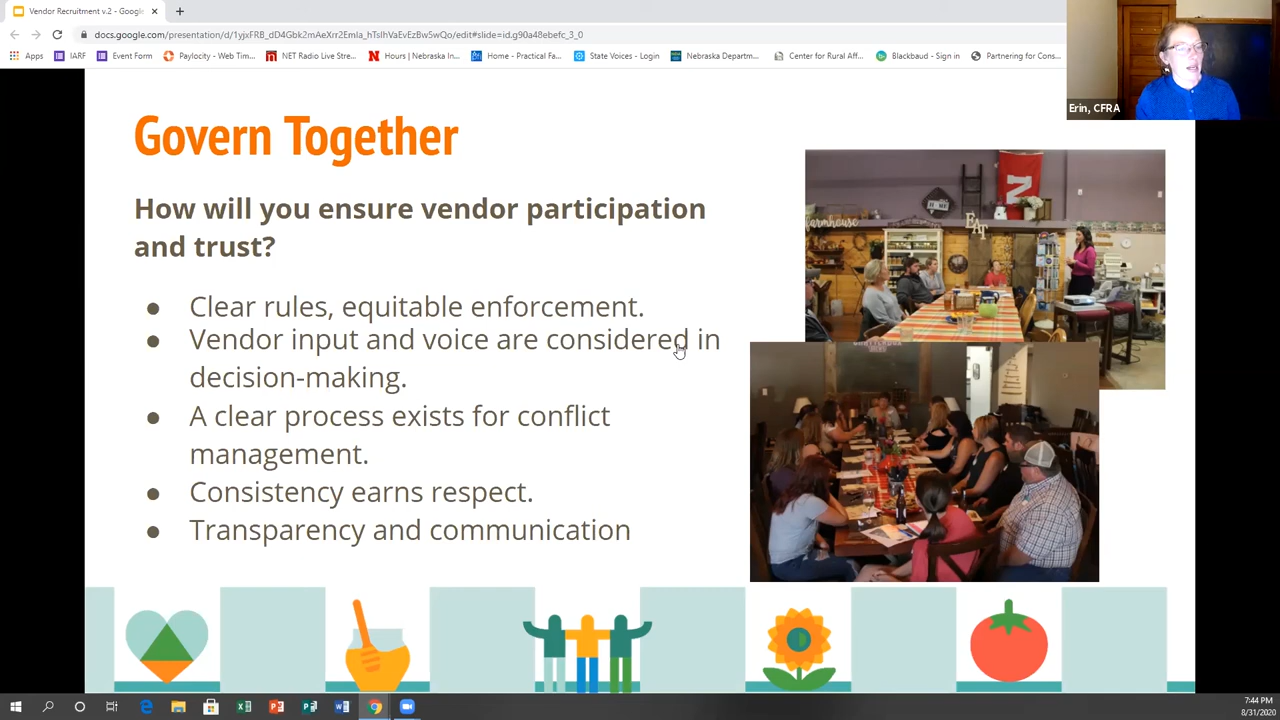 Vendor Recruitment v.2 - Google
docs.google.com/presentation/d/1yjxFRB_dD4Gbk2mAeXrr2Emla_hTsIhVaEvEzBw5wQo/edit#slide=id.g90a48ebefc_3_0
Apps IARF Event Form Paylocity - Web Tim... NET Radio Live Stre... Hours | Nebraska In... Home - Practical Fa... State Voices - Login Nebraska Departm... Center for Rural Aff... Blackbaud - Sign in Partnering for Cons...
Erin, CFRA
Govern Together
How will you ensure vendor participation
and trust?
● Clear rules, equitable enforcement.
● Vendor input and voice are considered in
decision-making.
● A clear process exists for conflict
management.
● Consistency earns respect.
● Transparency and communication
N
farmhouse
EAT
7:44 PM
8/31/2020